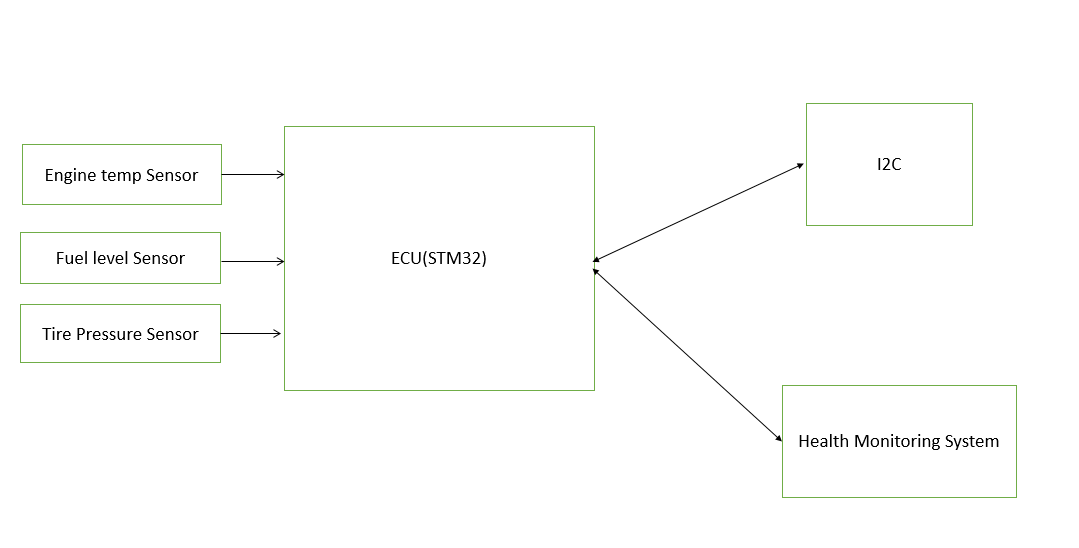 Engine temp Sensor
Fuel level Sensor
Tire Pressure Sensor
ECU(STM32)
I2C
Health Monitoring System